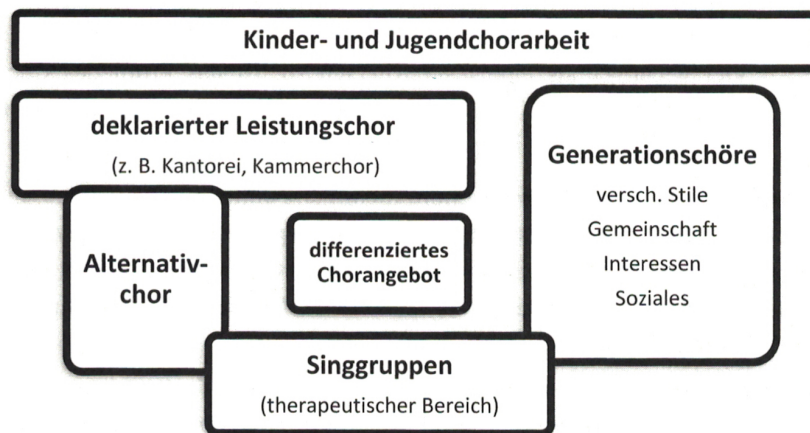 Kinder- und Jugendchorarbeit
deklarierter Leistungschor
(z. B. Kantorei, Kammerchor)
Generationschöre
versch. Stile
Gemeinschaft
Interessen
Soziales
Alternativ-
chor
differenziertes
Chorangebot
Singgruppen
(therapeutischer Bereich)